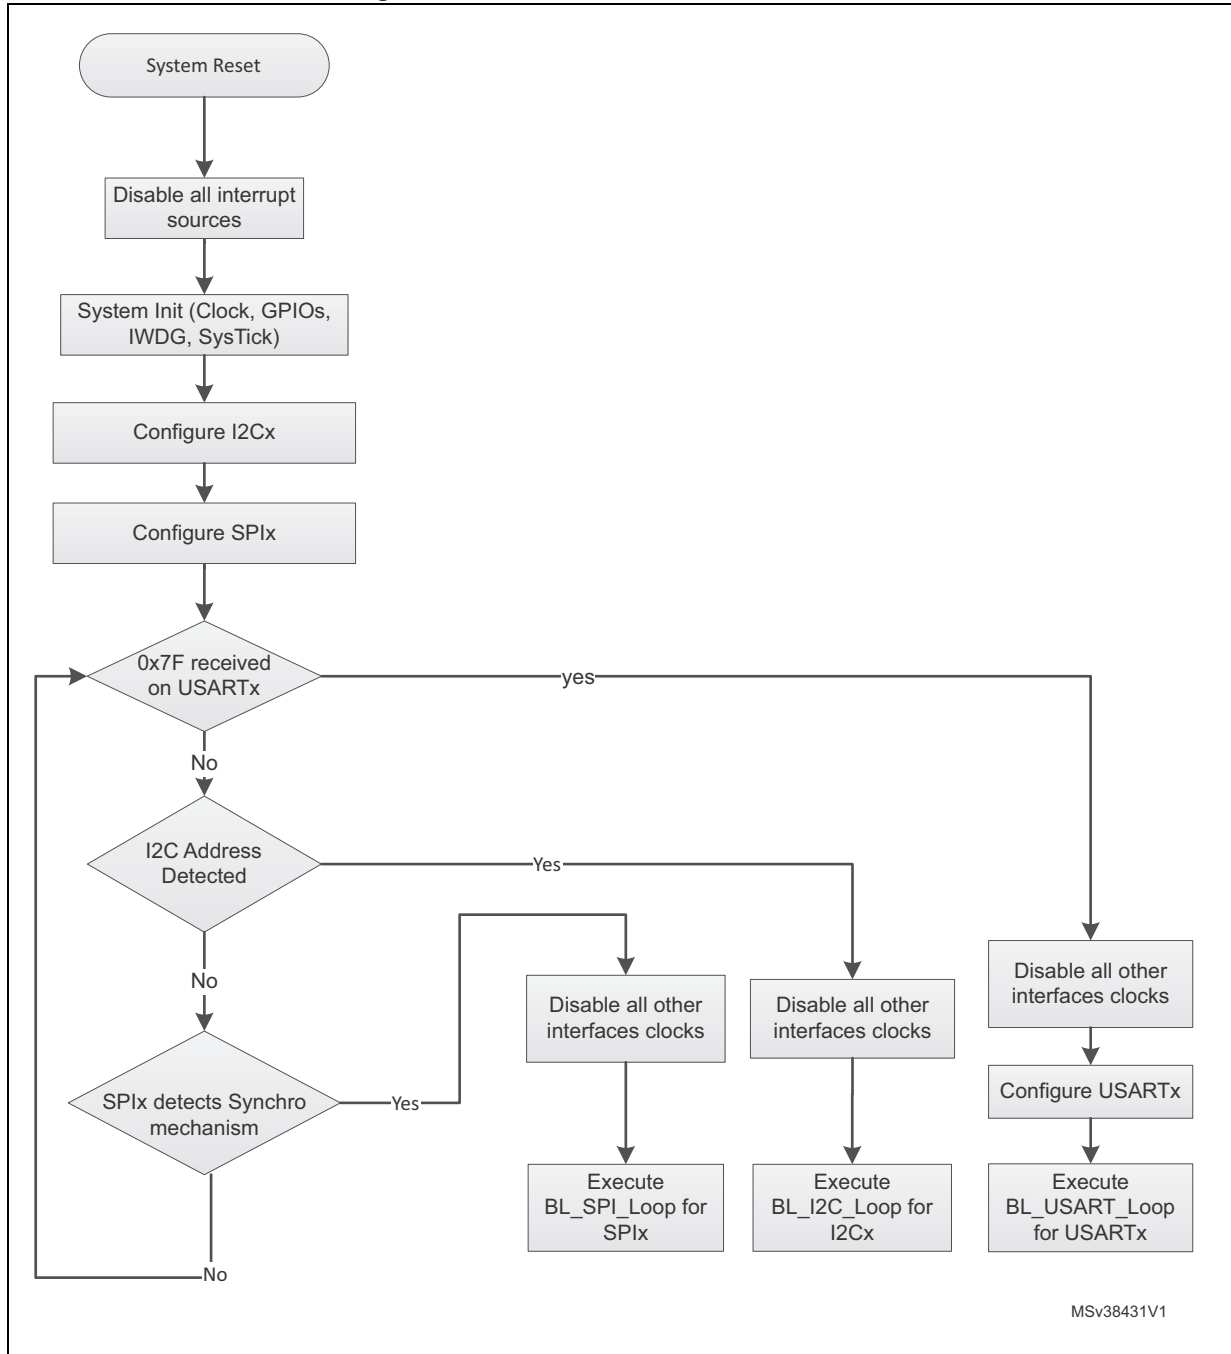 System Reset
Disable all interrupt
sources
System Init (Clock, GPIOs,
IWDG, SysTick)
Configure I2Cx
Configure SPIx
0x7F received
on USARTx
yes
No
I2C Address
Detected
Yes
No
SPIx detects Synchro
mechanism
Yes
No
Disable all other
interfaces clocks
Disable all other
interfaces clocks
Disable all other
interfaces clocks
Configure USARTx
Execute
BL_SPI_Loop for
SPIx
Execute
BL_I2C_Loop for
I2Cx
Execute
BL_USART_Loop
for USARTx
MSv38431V1